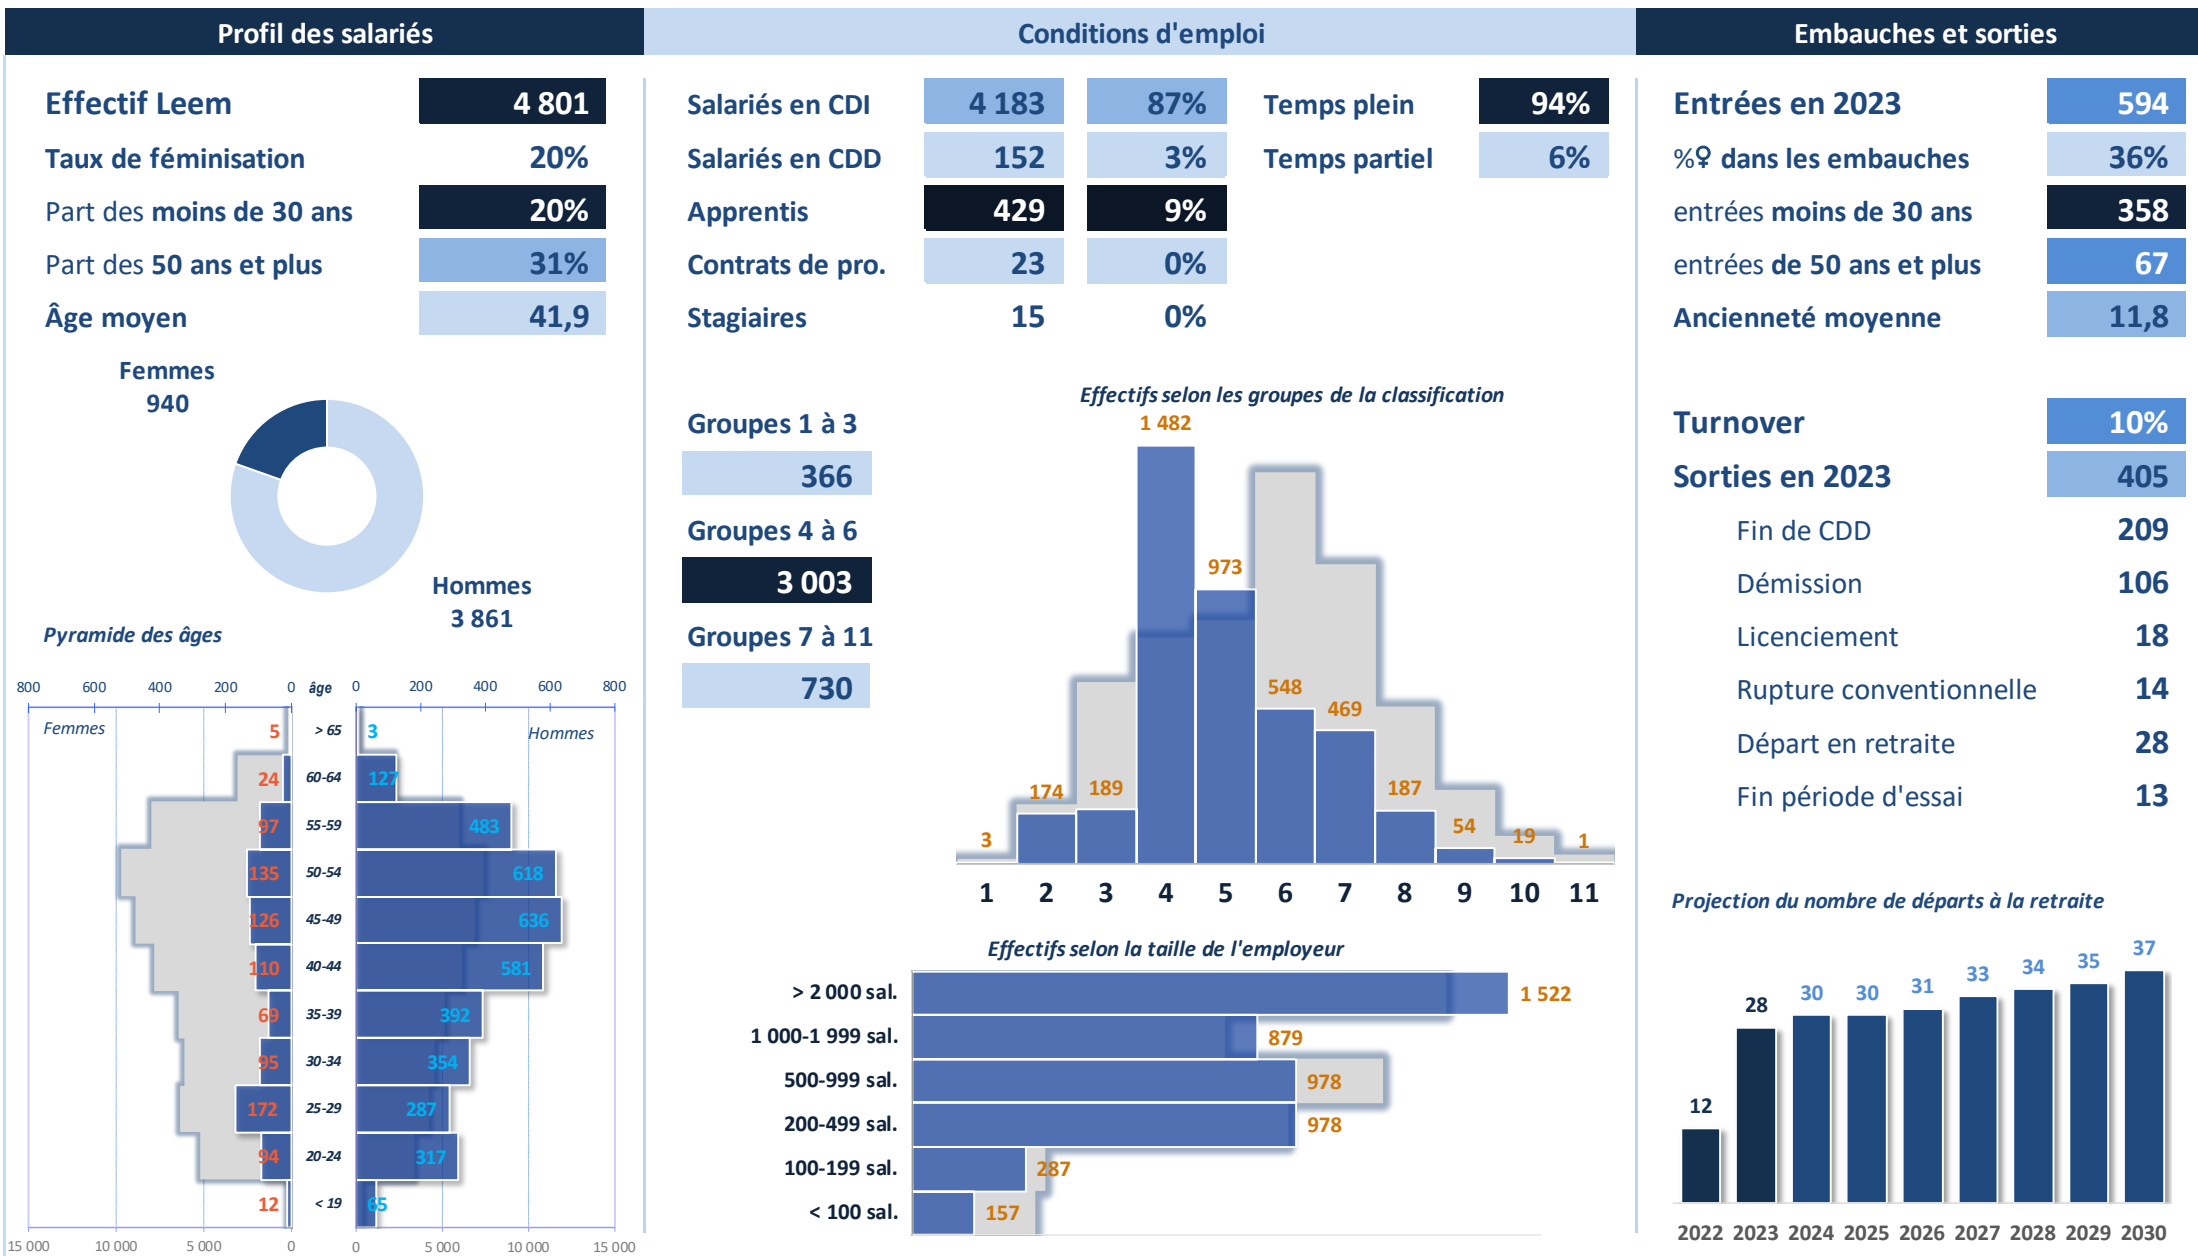 Profil des salariés
Effectif Leem 4 801
Taux de féminisation 20%
Part des moins de 30 ans 20%
Part des 50 ans et plus 31%
Âge moyen 41,9
Femmes
940
Hommes
3 861
Pyramide des âges
800 600 400 200 0 âge 0 200 400 600 800
Femmes Hommes
5 > 65 3
24 60-64 127
97 55-59 483
135 50-54 618
126 45-49 636
110 40-44 581
69 35-39 392
95 30-34 354
172 25-29 287
94 20-24 317
12 < 19 65
15 000 10 000 5 000 0 0 5 000 10 000 15 000
Conditions d'emploi
Salariés en CDI 4 183 87% Temps plein 94%
Salariés en CDD 152 3% Temps partiel 6%
Apprentis 429 9%
Contrats de pro. 23 0%
Stagiaires 15 0%
Groupes 1 à 3
366
Groupes 4 à 6
3 003
Groupes 7 à 11
730
Effectifs selon les groupes de la classification
3 174 189 1 482 973 548 469 187 54 19 1
1 2 3 4 5 6 7 8 9 10 11
Effectifs selon la taille de l'employeur
> 2 000 sal. 1 522
1 000-1 999 sal. 879
500-999 sal. 978
200-499 sal. 978
100-199 sal. 287
< 100 sal. 157
Embauches et sorties
Entrées en 2023 594
%♀ dans les embauches 36%
entrées moins de 30 ans 358
entrées de 50 ans et plus 67
Ancienneté moyenne 11,8
Turnover 10%
Sorties en 2023 405
Fin de CDD 209
Démission 106
Licenciement 18
Rupture conventionnelle 14
Départ en retraite 28
Fin période d'essai 13
Projection du nombre de départs à la retraite
12 28 30 30 31 33 34 35 37
2022 2023 2024 2025 2026 2027 2028 2029 2030